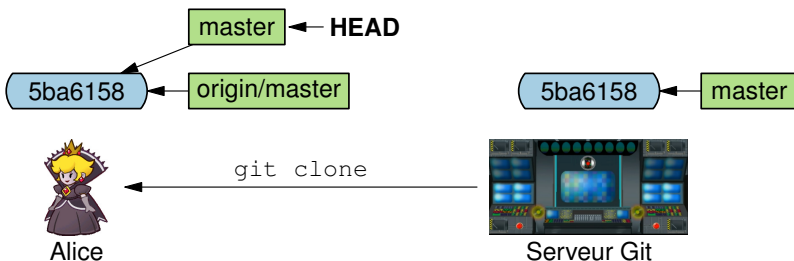 master HEAD
5ba6158 origin/master 5ba6158 master
git clone
Alice Serveur Git